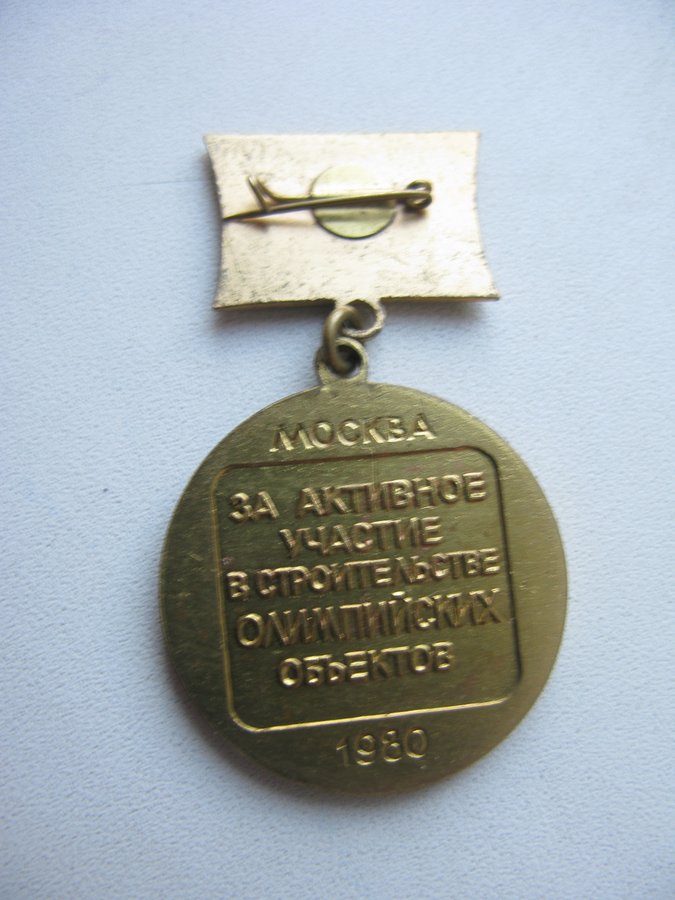 МОСКВА
ЗА АКТИВНОЕ
УЧАСТИЕ
В СТРОИТЕЛЬСТВЕ
ОЛИМПИЙСКИХ
ОБЪЕКТОВ
1980